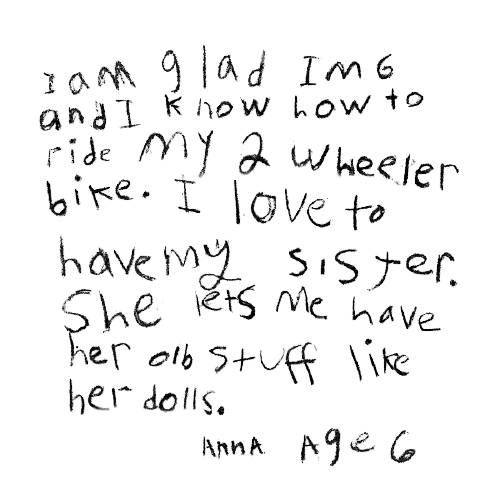 I am glad Im 6
and I know how to
ride my 2 wheeler
bike. I love to
have my sister.
She lets me have
her olb stuff like
her dolls.
AnnA Age 6